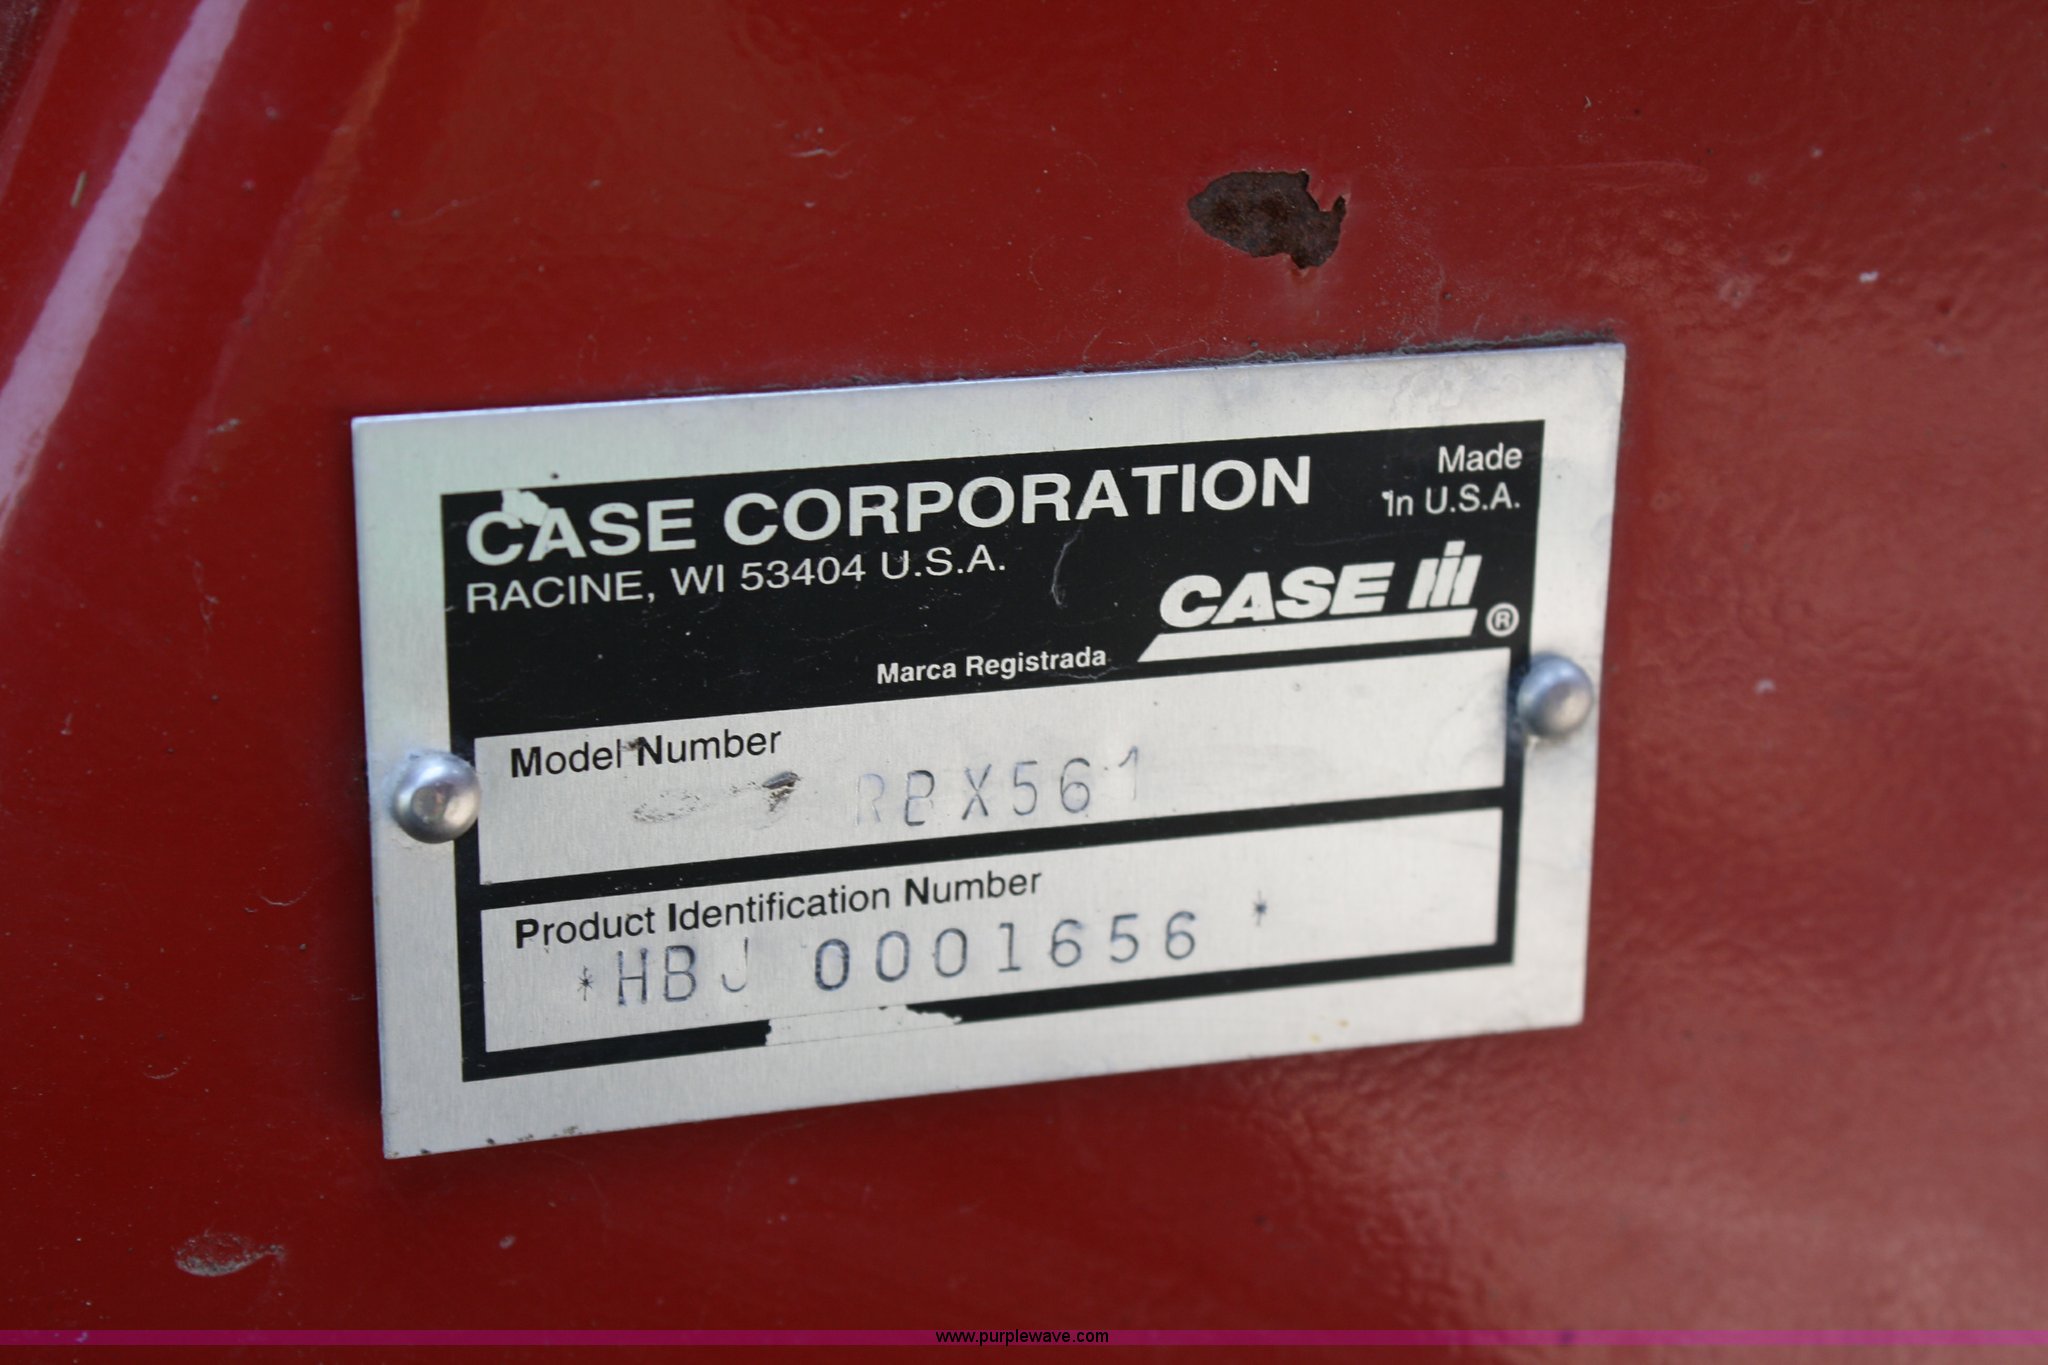 CASE CORPORATION
RACINE, WI 53404 U.S.A.
Made
in U.S.A.
CASE IH ®
Marca Registrada
Model Number
RBX561
Product Identification Number
*HBJ 0001656 *
www.purplewave.com